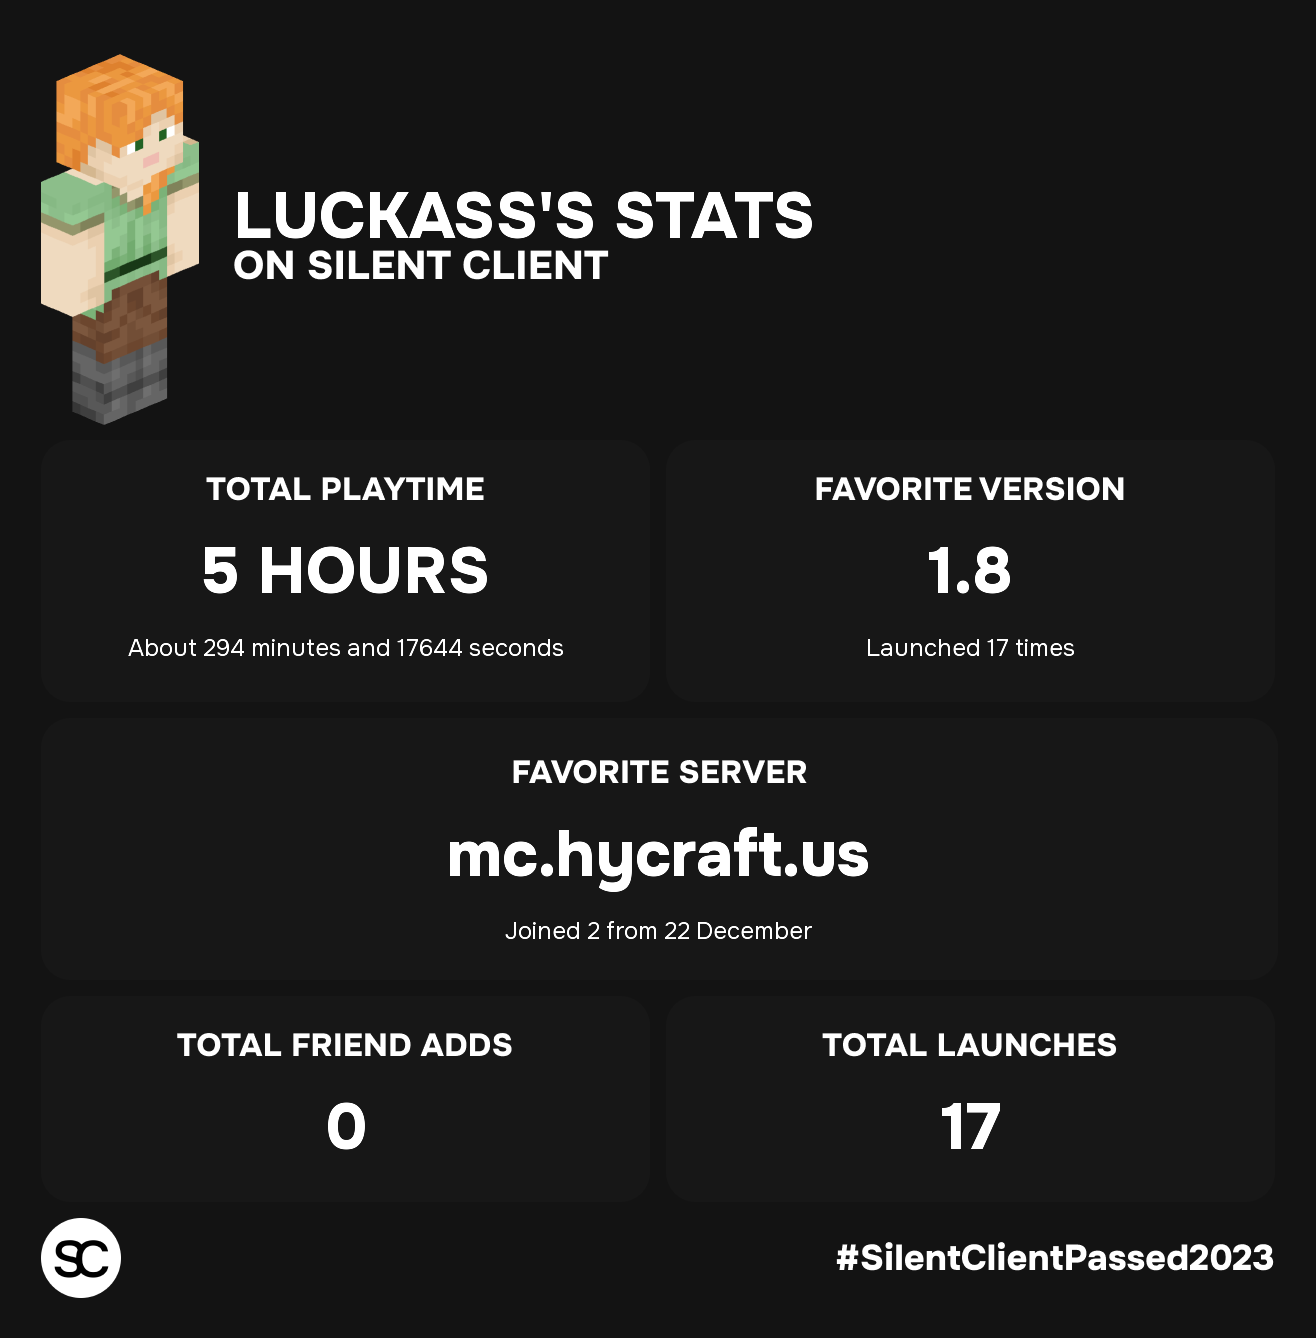 LUCKASS'S STATS
ON SILENT CLIENT
TOTAL PLAYTIME
5 HOURS
About 294 minutes and 17644 seconds
FAVORITE VERSION
1.8
Launched 17 times
FAVORITE SERVER
mc.hycraft.us
Joined 2 from 22 December
TOTAL FRIEND ADDS
0
TOTAL LAUNCHES
17
SC
#SilentClientPassed2023